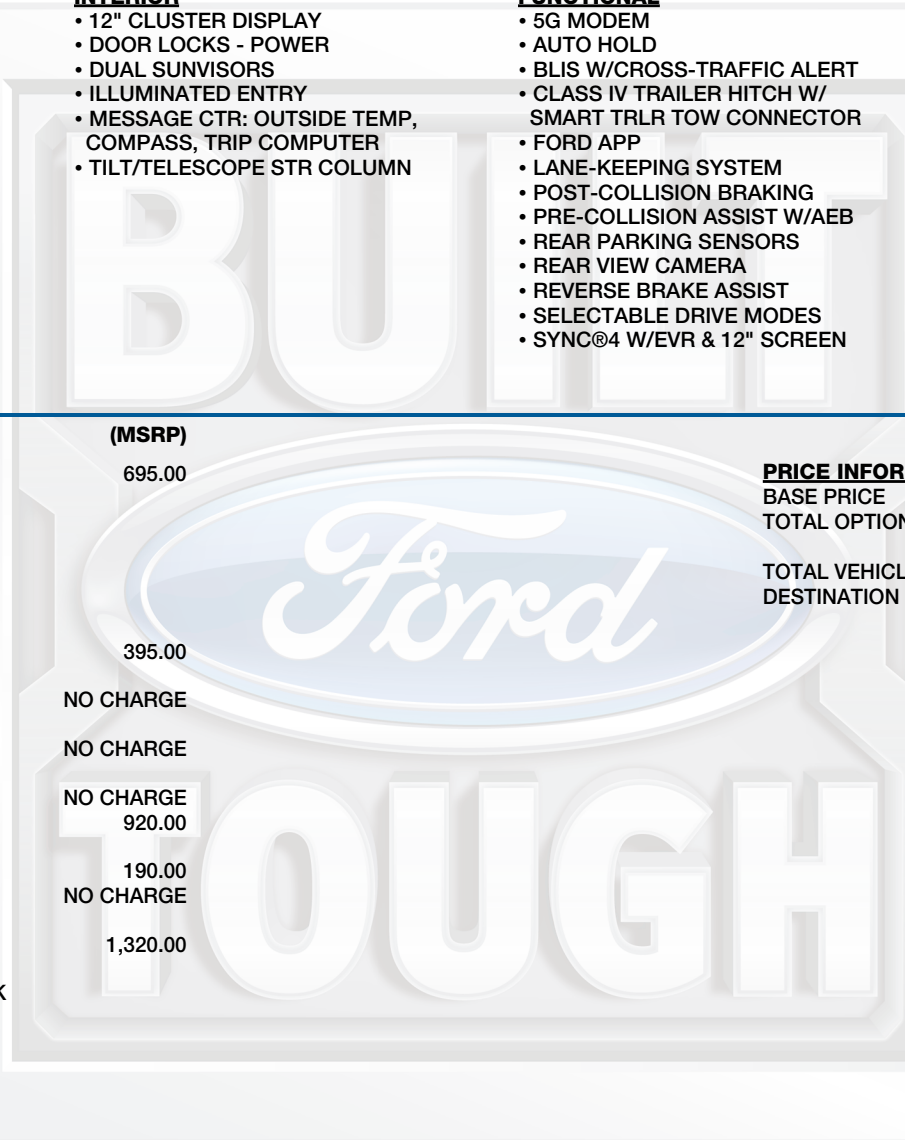 INTERIOR
• 12" CLUSTER DISPLAY
• DOOR LOCKS - POWER
• DUAL SUNVISORS
• ILLUMINATED ENTRY
• MESSAGE CTR: OUTSIDE TEMP,
COMPASS, TRIP COMPUTER
• TILT/TELESCOPE STR COLUMN
FUNCTIONAL
• 5G MODEM
• AUTO HOLD
• BLIS W/CROSS-TRAFFIC ALERT
• CLASS IV TRAILER HITCH W/
SMART TRLR TOW CONNECTOR
• FORD APP
• LANE-KEEPING SYSTEM
• POST-COLLISION BRAKING
• PRE-COLLISION ASSIST W/AEB
• REAR PARKING SENSORS
• REAR VIEW CAMERA
• REVERSE BRAKE ASSIST
• SELECTABLE DRIVE MODES
• SYNC®4 W/EVR & 12" SCREEN
BUILT
Ford
TOUGH
(MSRP)
695.00
395.00
NO CHARGE
NO CHARGE
NO CHARGE
920.00
190.00
NO CHARGE
1,320.00
K
PRICE INFOR
BASE PRICE
TOTAL OPTION
TOTAL VEHICL
DESTINATION